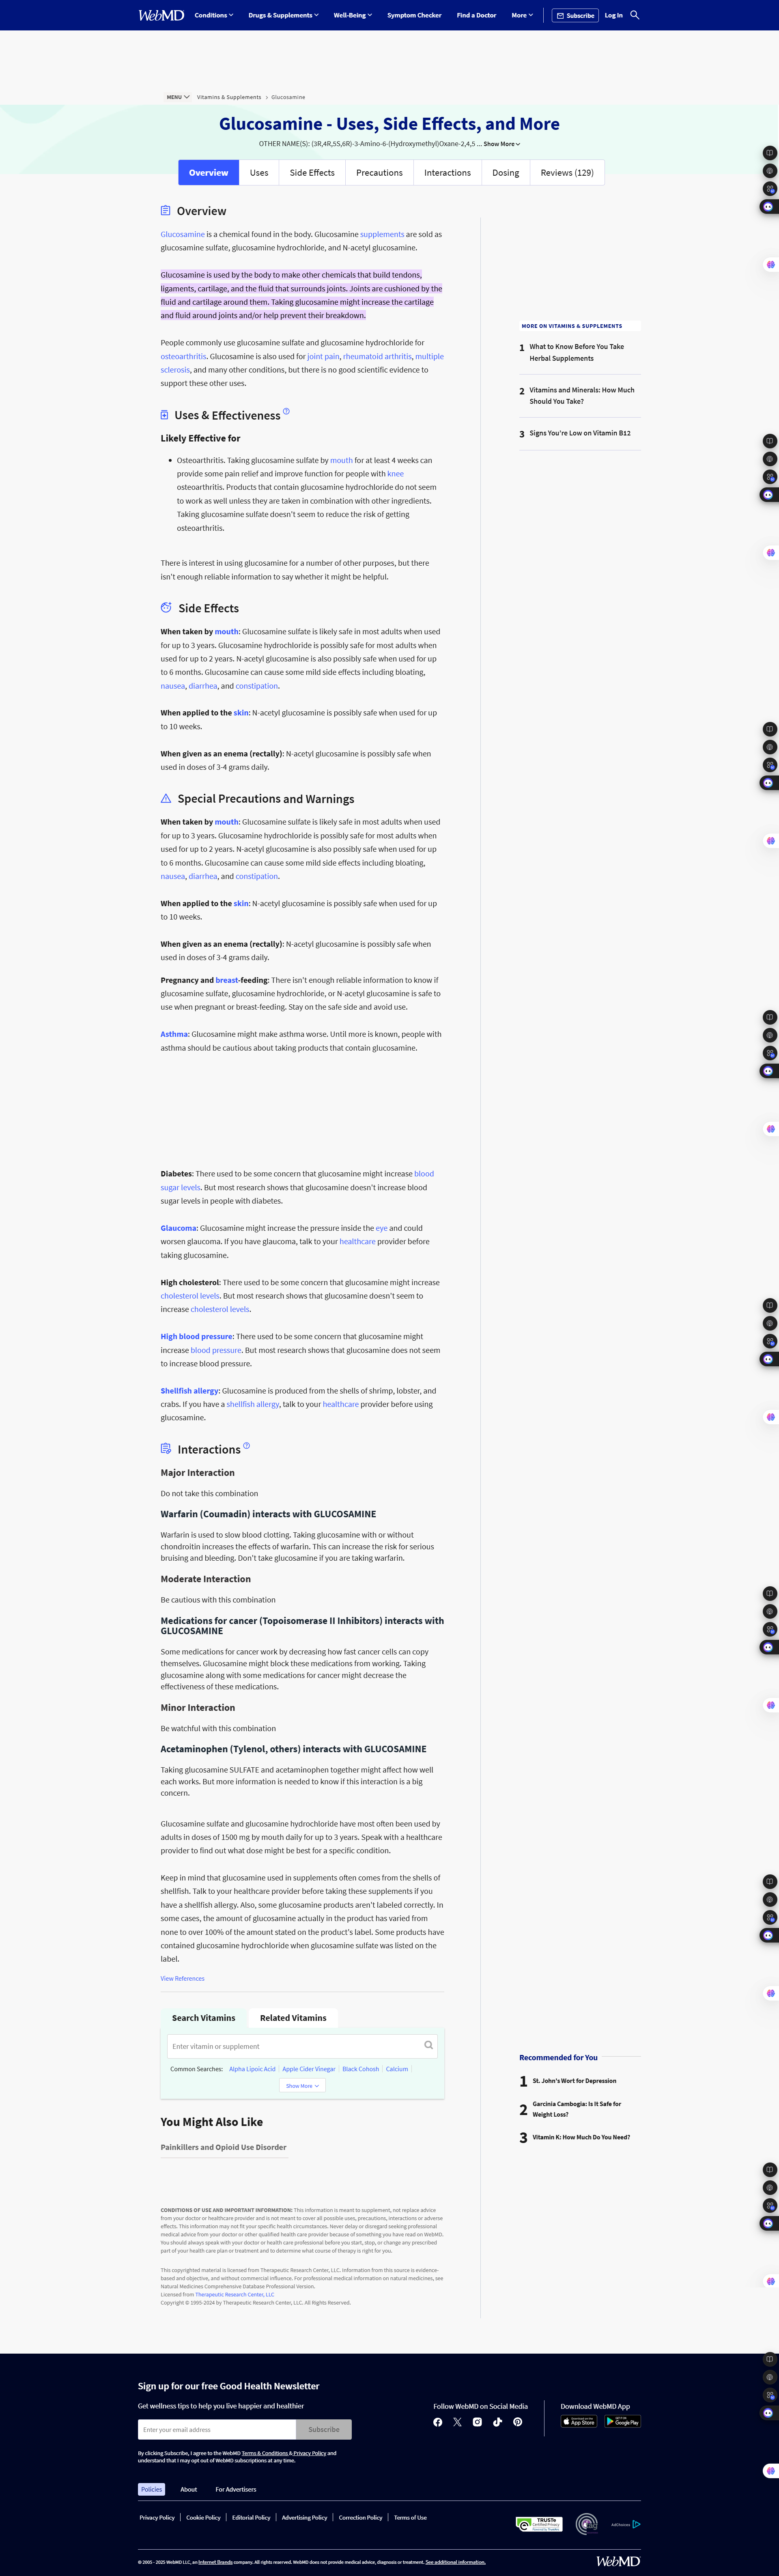 WebMD Conditions Drugs & Supplements Well-Being Symptom Checker Find a Doctor More Subscribe Log In
MENU Vitamins & Supplements > Glucosamine
Glucosamine - Uses, Side Effects, and More
OTHER NAME(S): (3R,4R,5S,6R)-3-Amino-6-(Hydroxymethyl)Oxane-2,4,5 ... Show More
Overview Uses Side Effects Precautions Interactions Dosing Reviews (129)
Overview
Glucosamine is a chemical found in the body. Glucosamine supplements are sold as
glucosamine sulfate, glucosamine hydrochloride, and N-acetyl glucosamine.
Glucosamine is used by the body to make other chemicals that build tendons,
ligaments, cartilage, and the fluid that surrounds joints. Joints are cushioned by the
fluid and cartilage around them. Taking glucosamine might increase the cartilage
and fluid around joints and/or help prevent their breakdown.
People commonly use glucosamine sulfate and glucosamine hydrochloride for
osteoarthritis. Glucosamine is also used for joint pain, rheumatoid arthritis, multiple
sclerosis, and many other conditions, but there is no good scientific evidence to
support these other uses.
Uses & Effectiveness
Likely Effective for
• Osteoarthritis. Taking glucosamine sulfate by mouth for at least 4 weeks can
provide some pain relief and improve function for people with knee
osteoarthritis. Products that contain glucosamine hydrochloride do not seem
to work as well unless they are taken in combination with other ingredients.
Taking glucosamine sulfate doesn't seem to reduce the risk of getting
osteoarthritis.
There is interest in using glucosamine for a number of other purposes, but there
isn't enough reliable information to say whether it might be helpful.
Side Effects
When taken by mouth: Glucosamine sulfate is likely safe in most adults when used
for up to 3 years. Glucosamine hydrochloride is possibly safe for most adults when
used for up to 2 years. N-acetyl glucosamine is also possibly safe when used for up
to 6 months. Glucosamine can cause some mild side effects including bloating,
nausea, diarrhea, and constipation.
When applied to the skin: N-acetyl glucosamine is possibly safe when used for up
to 10 weeks.
When given as an enema (rectally): N-acetyl glucosamine is possibly safe when
used in doses of 3-4 grams daily.
Special Precautions and Warnings
When taken by mouth: Glucosamine sulfate is likely safe in most adults when used
for up to 3 years. Glucosamine hydrochloride is possibly safe for most adults when
used for up to 2 years. N-acetyl glucosamine is also possibly safe when used for up
to 6 months. Glucosamine can cause some mild side effects including bloating,
nausea, diarrhea, and constipation.
When applied to the skin: N-acetyl glucosamine is possibly safe when used for up
to 10 weeks.
When given as an enema (rectally): N-acetyl glucosamine is possibly safe when
used in doses of 3-4 grams daily.
Pregnancy and breast-feeding: There isn't enough reliable information to know if
glucosamine sulfate, glucosamine hydrochloride, or N-acetyl glucosamine is safe to
use when pregnant or breast-feeding. Stay on the safe side and avoid use.
Asthma: Glucosamine might make asthma worse. Until more is known, people with
asthma should be cautious about taking products that contain glucosamine.
Diabetes: There used to be some concern that glucosamine might increase blood
sugar levels. But most research shows that glucosamine doesn't increase blood
sugar levels in people with diabetes.
Glaucoma: Glucosamine might increase the pressure inside the eye and could
worsen glaucoma. If you have glaucoma, talk to your healthcare provider before
taking glucosamine.
High cholesterol: There used to be some concern that glucosamine might increase
cholesterol levels. But most research shows that glucosamine doesn't seem to
increase cholesterol levels.
High blood pressure: There used to be some concern that glucosamine might
increase blood pressure. But most research shows that glucosamine does not seem
to increase blood pressure.
Shellfish allergy: Glucosamine is produced from the shells of shrimp, lobster, and
crabs. If you have a shellfish allergy, talk to your healthcare provider before using
glucosamine.
Interactions
Major Interaction
Do not take this combination
Warfarin (Coumadin) interacts with GLUCOSAMINE
Warfarin is used to slow blood clotting. Taking glucosamine with or without
chondroitin increases the effects of warfarin. This can increase the risk for serious
bruising and bleeding. Don't take glucosamine if you are taking warfarin.
Moderate Interaction
Be cautious with this combination
Medications for cancer (Topoisomerase II Inhibitors) interacts with
GLUCOSAMINE
Some medications for cancer work by decreasing how fast cancer cells can copy
themselves. Glucosamine might block these medications from working. Taking
glucosamine along with some medications for cancer might decrease the
effectiveness of these medications.
Minor Interaction
Be watchful with this combination
Acetaminophen (Tylenol, others) interacts with GLUCOSAMINE
Taking glucosamine SULFATE and acetaminophen together might affect how well
each works. But more information is needed to know if this interaction is a big
concern.
Glucosamine sulfate and glucosamine hydrochloride have most often been used by
adults in doses of 1500 mg by mouth daily for up to 3 years. Speak with a healthcare
provider to find out what dose might be best for a specific condition.
Keep in mind that glucosamine used in supplements often comes from the shells of
shellfish. Talk to your healthcare provider before taking these supplements if you
have a shellfish allergy. Also, some glucosamine products aren't labeled correctly. In
some cases, the amount of glucosamine actually in the product has varied from
none to over 100% of the amount stated on the product's label. Some products have
contained glucosamine hydrochloride when glucosamine sulfate was listed on the
label.
View References
Search Vitamins Related Vitamins
Enter vitamin or supplement
Common Searches: Alpha Lipoic Acid Apple Cider Vinegar Black Cohosh Calcium
Show More
You Might Also Like
Painkillers and Opioid Use Disorder
CONDITIONS OF USE AND IMPORTANT INFORMATION: This information is meant to supplement, not replace advice
from your doctor or healthcare provider and is not meant to cover all possible uses, precautions, interactions or adverse
effects. This information may not fit your specific health circumstances. Never delay or disregard seeking professional
medical advice from your doctor or other qualified health care provider because of something you have read on WebMD.
You should always speak with your doctor or health care professional before you start, stop, or change any prescribed
part of your health care plan or treatment and to determine what course of therapy is right for you.
This copyrighted material is licensed from Therapeutic Research Center, LLC. Information from this source is evidence-
based and objective, and without commercial influence. For professional medical information on natural medicines, see
Natural Medicines Comprehensive Database Professional Version.
Licensed from Therapeutic Research Center, LLC
Copyright © 1995-2024 by Therapeutic Research Center, LLC. All Rights Reserved.
MORE ON VITAMINS & SUPPLEMENTS
1 What to Know Before You Take
Herbal Supplements
2 Vitamins and Minerals: How Much
Should You Take?
3 Signs You're Low on Vitamin B12
Recommended for You
1 St. John's Wort for Depression
2 Garcinia Cambogia: Is It Safe for
Weight Loss?
3 Vitamin K: How Much Do You Need?
Sign up for our free Good Health Newsletter
Get wellness tips to help you live happier and healthier
Enter your email address Subscribe
By clicking Subscribe, I agree to the WebMD Terms & Conditions & Privacy Policy and
understand that I may opt out of WebMD subscriptions at any time.
Follow WebMD on Social Media
Download WebMD App
App Store Google Play
Policies About For Advertisers
Privacy Policy Cookie Policy Editorial Policy Advertising Policy Correction Policy Terms of Use
TRUSTe
Certified Privacy
AdChoices
© 2005 - 2025 WebMD LLC, an Internet Brands company. All rights reserved. WebMD does not provide medical advice, diagnosis or treatment. See additional information.
WebMD